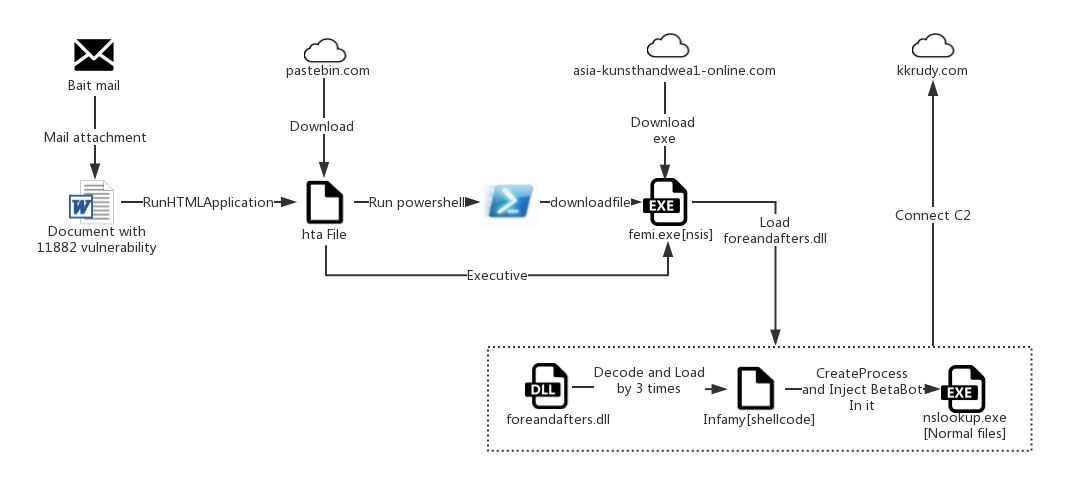 Bait mail
pastebin.com
asia-kunsthandwea1-online.com
kkrudy.com
Mail attachment
Download
Download
exe
W
RunHTMLApplication
Run powershell
downloadfile
EXE
Document with
11882 vulnerability
hta File
femi.exe[nsis]
Load
foreandafters.dll
Connect C2
Executive
DLL
Decode and Load
by 3 times
CreateProcess
and Inject BetaBot
In it
EXE
foreandafters.dll
Infamy[shellcode]
nslookup.exe
[Normal files]